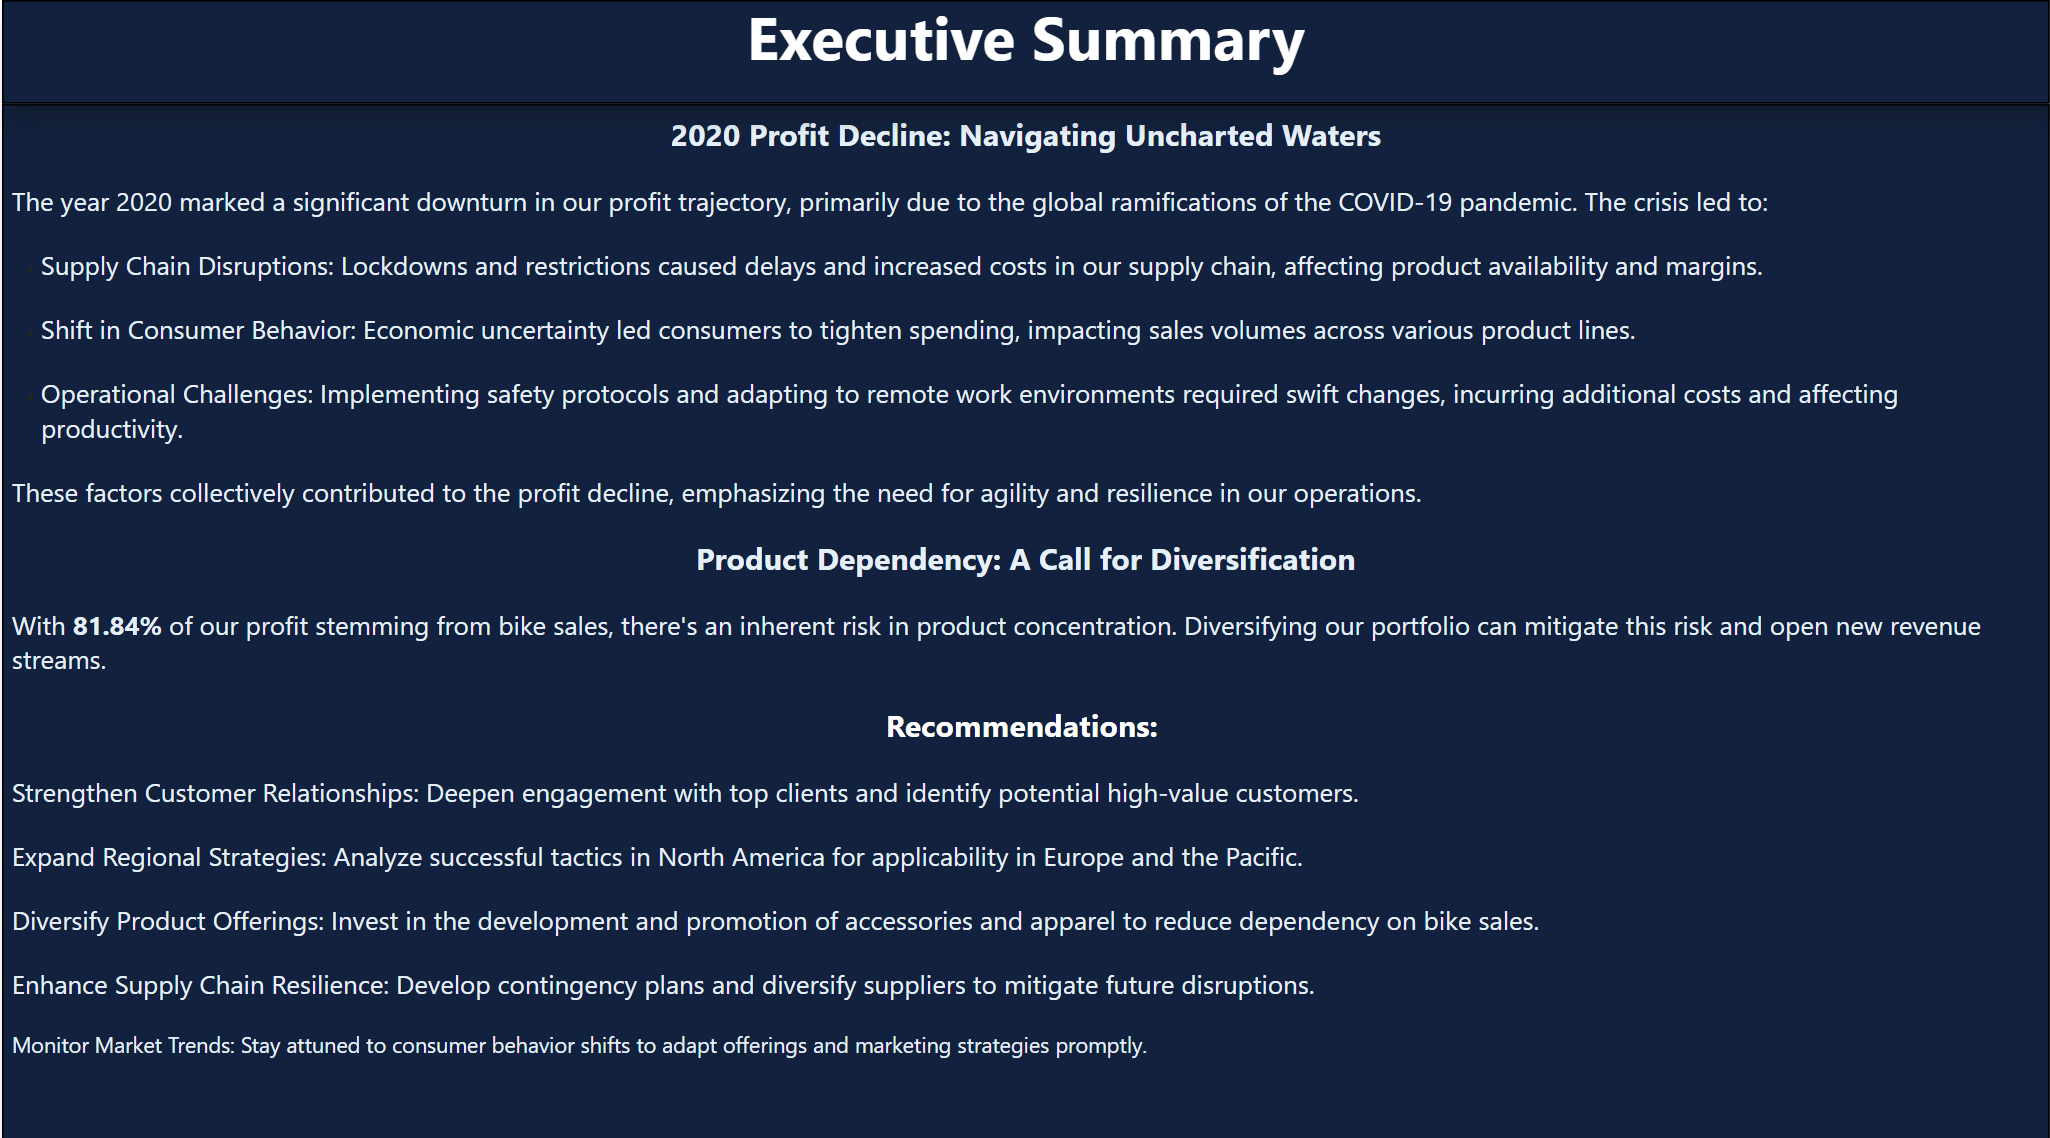 Executive Summary
2020 Profit Decline: Navigating Uncharted Waters
The year 2020 marked a significant downturn in our profit trajectory, primarily due to the global ramifications of the COVID-19 pandemic. The crisis led to:
Supply Chain Disruptions: Lockdowns and restrictions caused delays and increased costs in our supply chain, affecting product availability and margins.
Shift in Consumer Behavior: Economic uncertainty led consumers to tighten spending, impacting sales volumes across various product lines.
Operational Challenges: Implementing safety protocols and adapting to remote work environments required swift changes, incurring additional costs and affecting
productivity.
These factors collectively contributed to the profit decline, emphasizing the need for agility and resilience in our operations.
Product Dependency: A Call for Diversification
With 81.84% of our profit stemming from bike sales, there's an inherent risk in product concentration. Diversifying our portfolio can mitigate this risk and open new revenue
streams.
Recommendations:
Strengthen Customer Relationships: Deepen engagement with top clients and identify potential high-value customers.
Expand Regional Strategies: Analyze successful tactics in North America for applicability in Europe and the Pacific.
Diversify Product Offerings: Invest in the development and promotion of accessories and apparel to reduce dependency on bike sales.
Enhance Supply Chain Resilience: Develop contingency plans and diversify suppliers to mitigate future disruptions.
Monitor Market Trends: Stay attuned to consumer behavior shifts to adapt offerings and marketing strategies promptly.